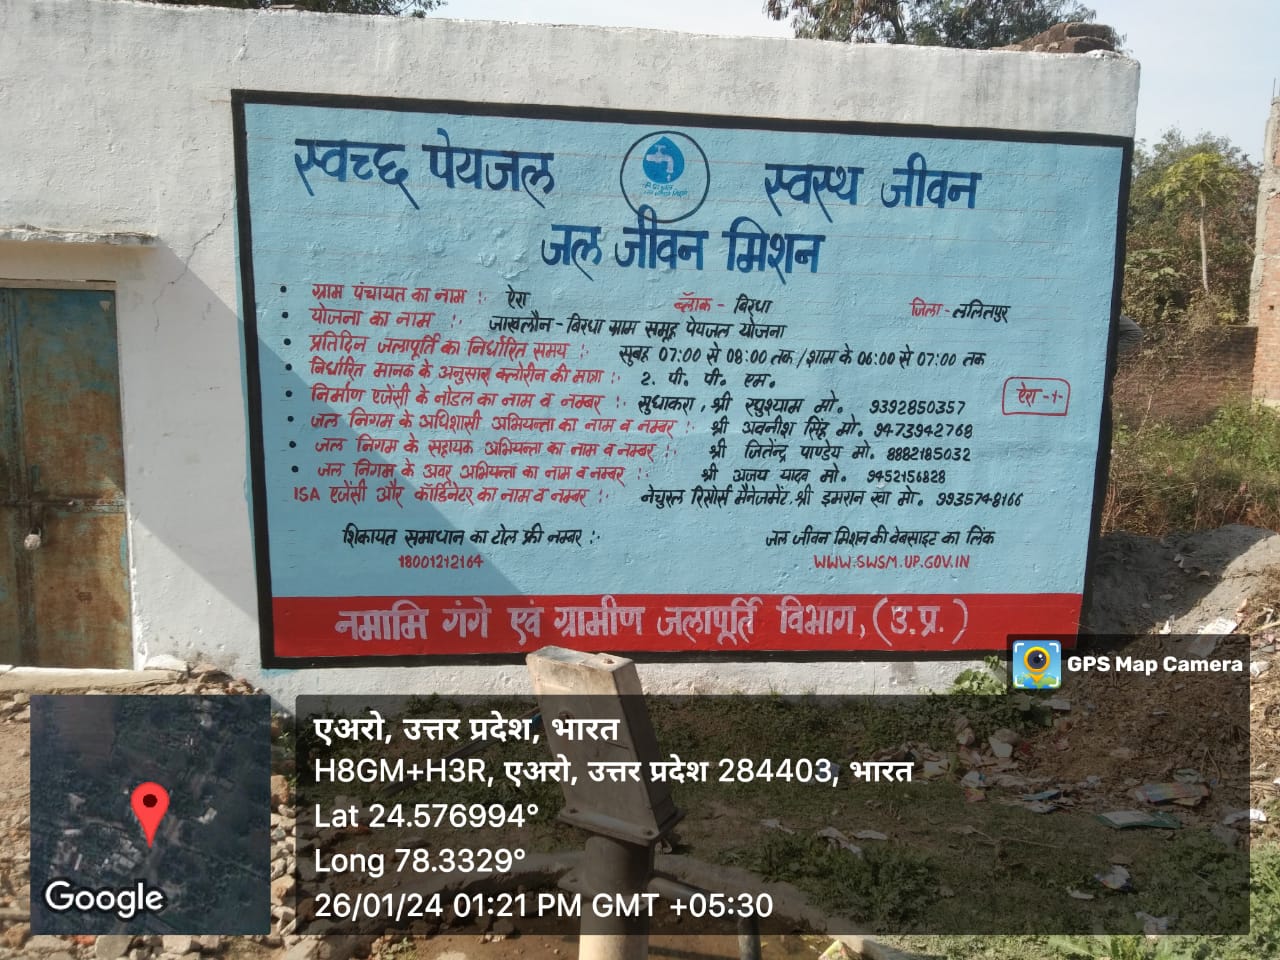 स्वच्छ पेयजल स्वस्थ जीवन
जल जीवन मिशन
• ग्राम पंचायत का नाम :- ऐरा ब्लॉक - बिरधा जिला - ललितपुर
• योजना का नाम :- जाखलौन - बिरधा ग्राम समूह पेयजल योजना
• प्रतिदिन जलापूर्ति का निर्धारित समय :- सुबह 07:00 से 08:00 तक / शाम के 06:00 से 07:00 तक
• निर्धारित मानक के अनुसार क्लोरीन की मात्रा :- 2. पी. पी. एम.
• निर्माण एजेंसी के नोडल का नाम व नम्बर :- सुधाकरा, श्री रघुश्याम मो. 9392850357
ऐरा -1-
• जल निगम के अधिशासी अभियन्ता का नाम व नम्बर :- श्री अवनीश सिंह मो. 9473942768
• जल निगम के सहायक अभियन्ता का नाम व नम्बर :- श्री जितेन्द्र पाण्डेय मो. 8882185032
• जल निगम के अवर अभियन्ता का नाम व नम्बर :- श्री अजय यादव मो. 9452156828
ISA एजेंसी और कॉर्डिनेटर का नाम व नम्बर :- नेचुरल रिसोर्स मैनेजमेंट, श्री इमरान खां मो. 9935748166
शिकायत समाधान का टोल फ्री नम्बर :- जल जीवन मिशन की वेबसाइट का लिंक
18001212164 WWW.SWSM.UP.GOV.IN
नमामि गंगे एवं ग्रामीण जलापूर्ति विभाग, (उ.प्र.)
GPS Map Camera
एअरो, उत्तर प्रदेश, भारत
H8GM+H3R, एअरो, उत्तर प्रदेश 284403, भारत
Lat 24.576994°
Long 78.3329°
26/01/24 01:21 PM GMT +05:30
Google